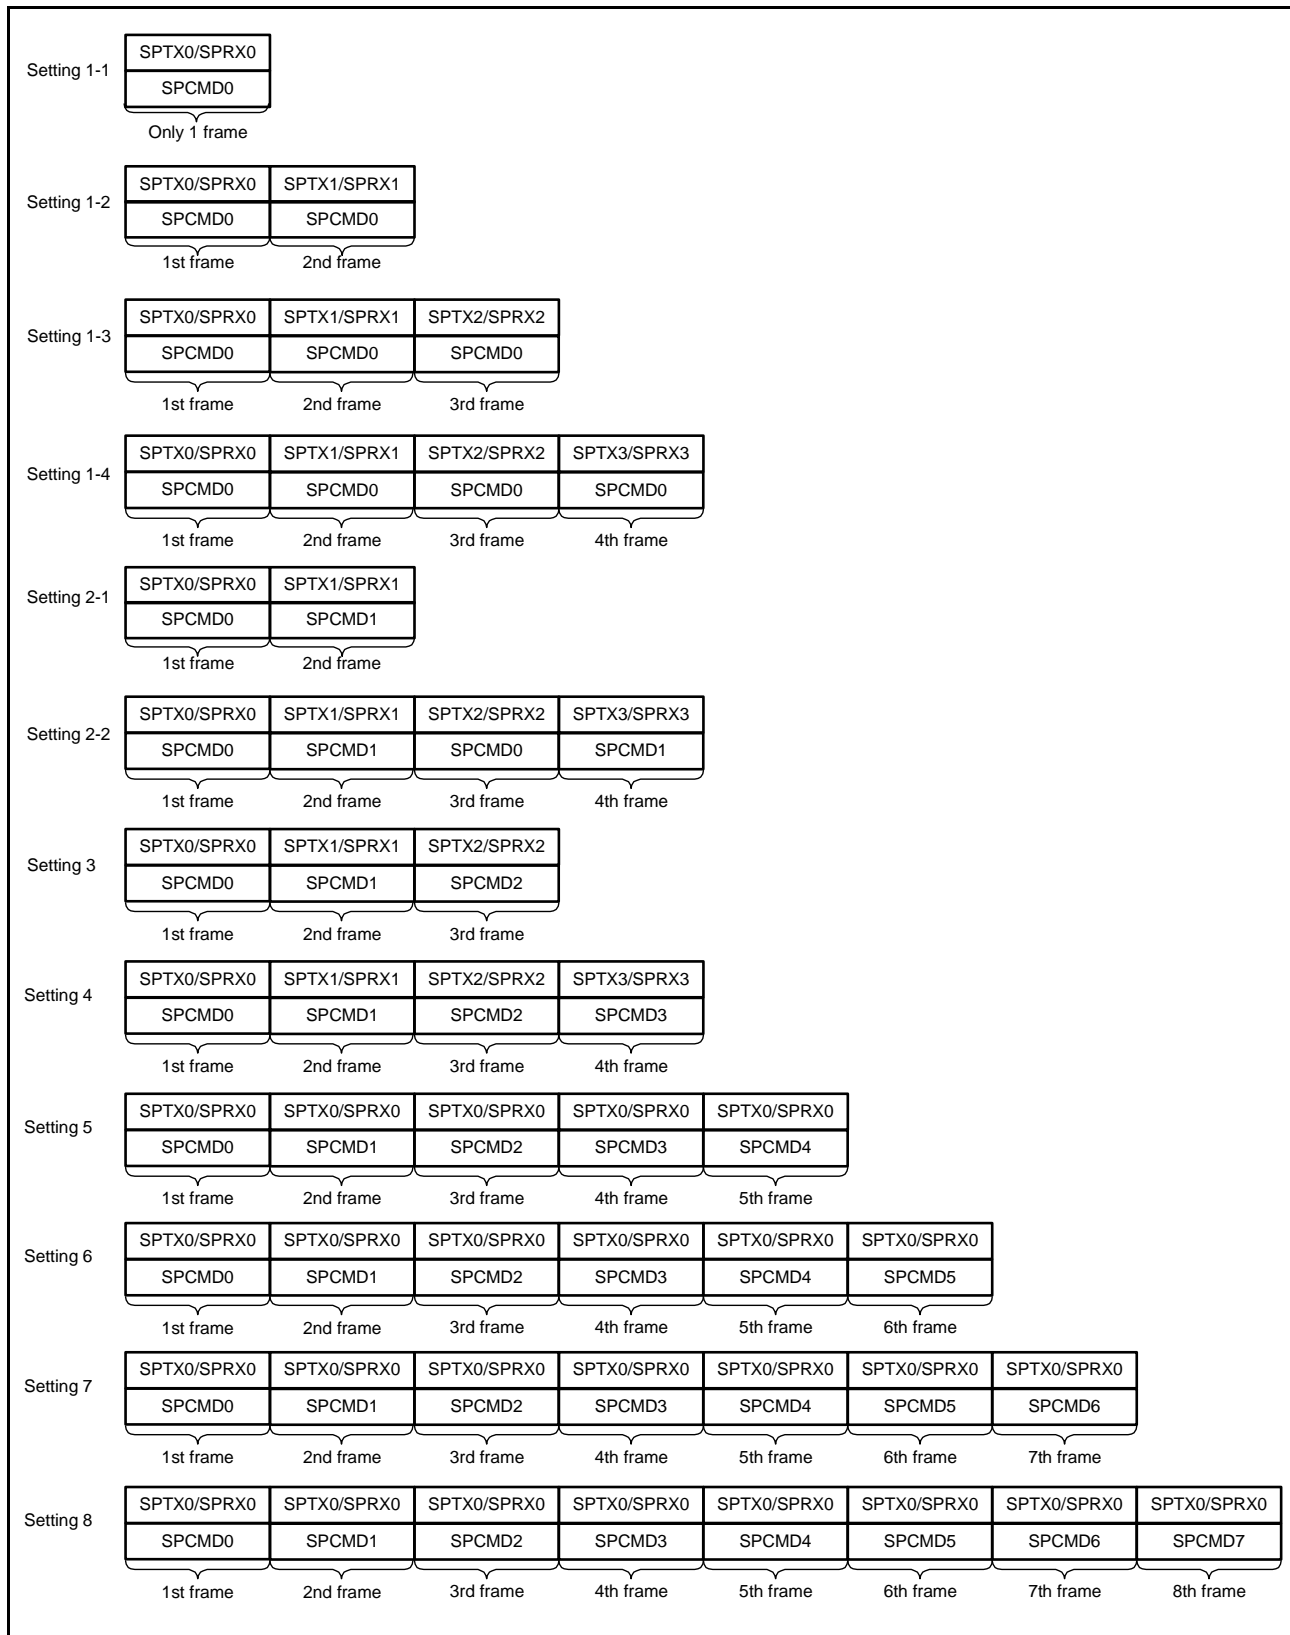 SPTX0/SPRX0
Setting 1-1
SPCMD0
Only 1 frame
SPTX0/SPRX0 SPTX1/SPRX1
Setting 1-2
SPCMD0 SPCMD0
1st frame 2nd frame
SPTX0/SPRX0 SPTX1/SPRX1 SPTX2/SPRX2
Setting 1-3
SPCMD0 SPCMD0 SPCMD0
1st frame 2nd frame 3rd frame
SPTX0/SPRX0 SPTX1/SPRX1 SPTX2/SPRX2 SPTX3/SPRX3
Setting 1-4
SPCMD0 SPCMD0 SPCMD0 SPCMD0
1st frame 2nd frame 3rd frame 4th frame
SPTX0/SPRX0 SPTX1/SPRX1
Setting 2-1
SPCMD0 SPCMD1
1st frame 2nd frame
SPTX0/SPRX0 SPTX1/SPRX1 SPTX2/SPRX2 SPTX3/SPRX3
Setting 2-2
SPCMD0 SPCMD1 SPCMD0 SPCMD1
1st frame 2nd frame 3rd frame 4th frame
SPTX0/SPRX0 SPTX1/SPRX1 SPTX2/SPRX2
Setting 3
SPCMD0 SPCMD1 SPCMD2
1st frame 2nd frame 3rd frame
SPTX0/SPRX0 SPTX1/SPRX1 SPTX2/SPRX2 SPTX3/SPRX3
Setting 4
SPCMD0 SPCMD1 SPCMD2 SPCMD3
1st frame 2nd frame 3rd frame 4th frame
SPTX0/SPRX0 SPTX0/SPRX0 SPTX0/SPRX0 SPTX0/SPRX0 SPTX0/SPRX0
Setting 5
SPCMD0 SPCMD1 SPCMD2 SPCMD3 SPCMD4
1st frame 2nd frame 3rd frame 4th frame 5th frame
SPTX0/SPRX0 SPTX0/SPRX0 SPTX0/SPRX0 SPTX0/SPRX0 SPTX0/SPRX0 SPTX0/SPRX0
Setting 6
SPCMD0 SPCMD1 SPCMD2 SPCMD3 SPCMD4 SPCMD5
1st frame 2nd frame 3rd frame 4th frame 5th frame 6th frame
SPTX0/SPRX0 SPTX0/SPRX0 SPTX0/SPRX0 SPTX0/SPRX0 SPTX0/SPRX0 SPTX0/SPRX0 SPTX0/SPRX0
Setting 7
SPCMD0 SPCMD1 SPCMD2 SPCMD3 SPCMD4 SPCMD5 SPCMD6
1st frame 2nd frame 3rd frame 4th frame 5th frame 6th frame 7th frame
SPTX0/SPRX0 SPTX0/SPRX0 SPTX0/SPRX0 SPTX0/SPRX0 SPTX0/SPRX0 SPTX0/SPRX0 SPTX0/SPRX0 SPTX0/SPRX0
Setting 8
SPCMD0 SPCMD1 SPCMD2 SPCMD3 SPCMD4 SPCMD5 SPCMD6 SPCMD7
1st frame 2nd frame 3rd frame 4th frame 5th frame 6th frame 7th frame 8th frame